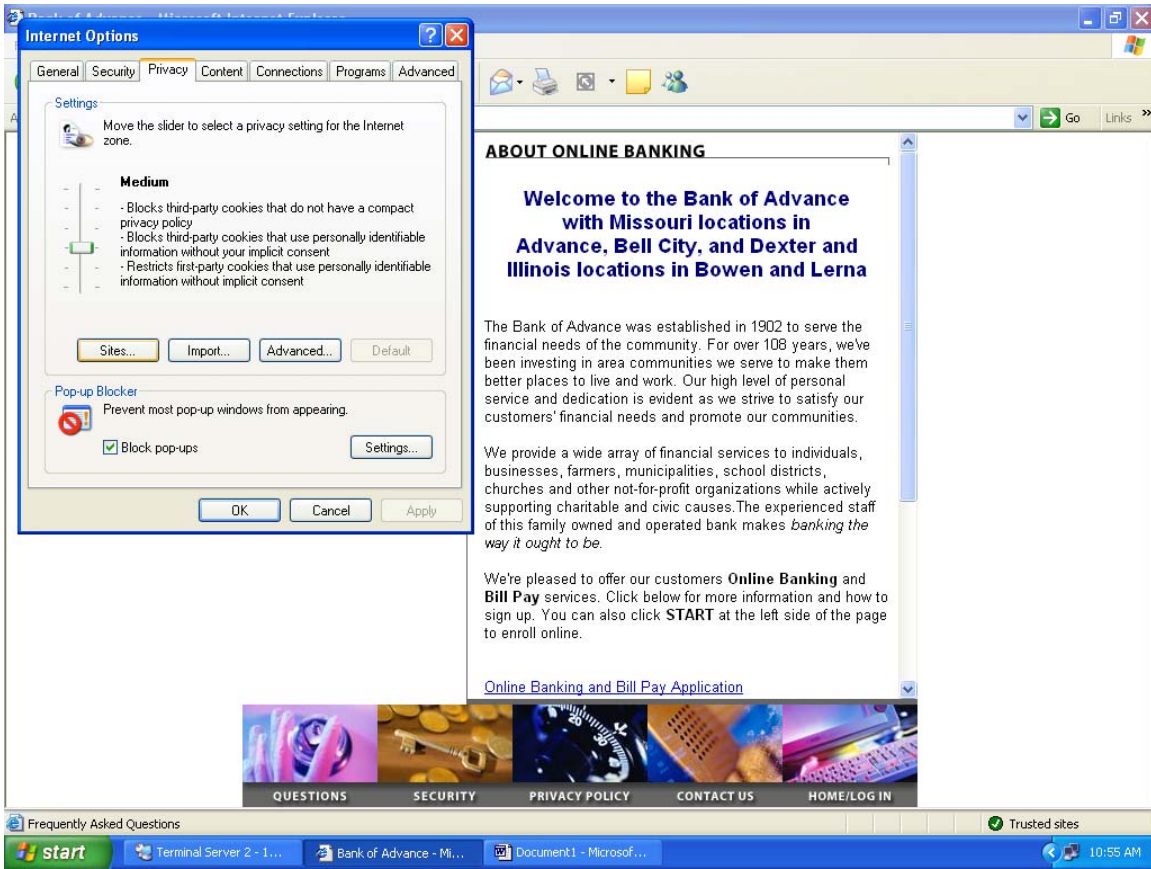 Bank of Advance - Microsoft Internet Explorer
Internet Options
General Security Privacy Content Connections Programs Advanced
Settings
Move the slider to select a privacy setting for the Internet
zone.
Medium
- Blocks third-party cookies that do not have a compact
privacy policy
- Blocks third-party cookies that use personally identifiable
information without your implicit consent
- Restricts first-party cookies that use personally identifiable
information without implicit consent
Sites... Import... Advanced... Default
Pop-up Blocker
Prevent most pop-up windows from appearing.
Block pop-ups
Settings...
OK Cancel Apply
Go Links »
ABOUT ONLINE BANKING
Welcome to the Bank of Advance
with Missouri locations in
Advance, Bell City, and Dexter and
Illinois locations in Bowen and Lerna
The Bank of Advance was established in 1902 to serve the
financial needs of the community. For over 108 years, we've
been investing in area communities we serve to make them
better places to live and work. Our high level of personal
service and dedication is evident as we strive to satisfy our
customers' financial needs and promote our communities.
We provide a wide array of financial services to individuals,
businesses, farmers, municipalities, school districts,
churches and other not-for-profit organizations while actively
supporting charitable and civic causes.The experienced staff
of this family owned and operated bank makes banking the
way it ought to be.
We're pleased to offer our customers Online Banking and
Bill Pay services. Click below for more information and how to
sign up. You can also click START at the left side of the page
to enroll online.
Online Banking and Bill Pay Application
20
30
QUESTIONS SECURITY PRIVACY POLICY CONTACT US HOME/LOG IN
Frequently Asked Questions
Trusted sites
start
Terminal Server 2 - 1...
Bank of Advance - Mi...
Document1 - Microsof...
10:55 AM